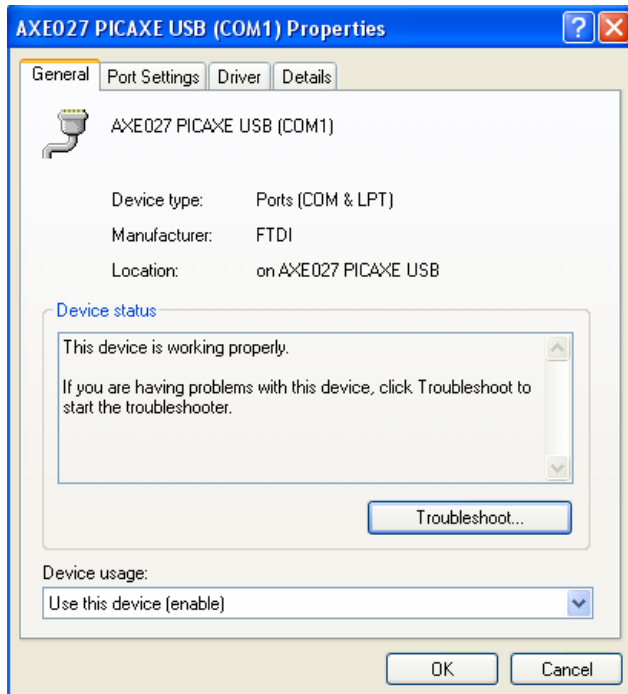 AXE027 PICAXE USB (COM1) Properties
General Port Settings Driver Details
AXE027 PICAXE USB (COM1)
Device type: Ports (COM & LPT)
Manufacturer: FTDI
Location: on AXE027 PICAXE USB
Device status
This device is working properly.
If you are having problems with this device, click Troubleshoot to
start the troubleshooter.
Troubleshoot...
Device usage:
Use this device (enable)
OK Cancel